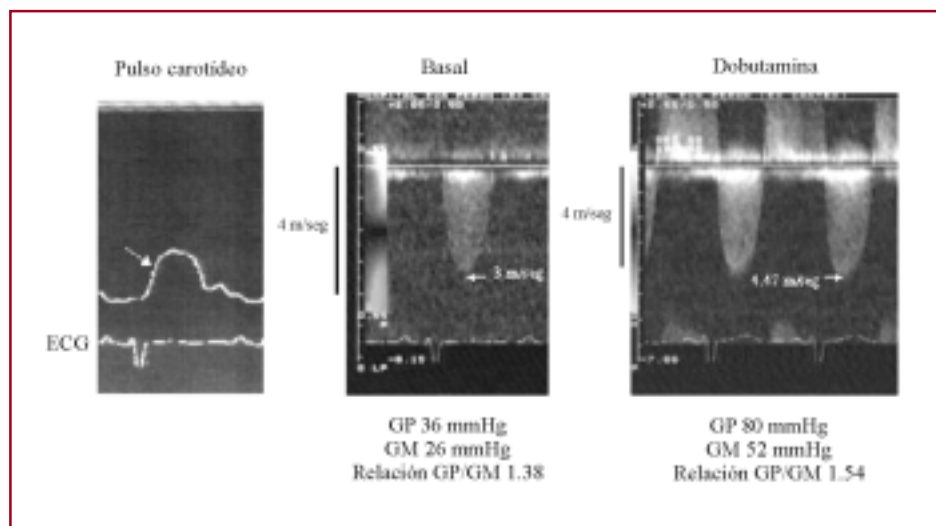 Pulso carotídeo
Basal
Dobutamina
4 m/seg
3 m/seg
4 m/seg
4.47 m/seg
ECG
GP 36 mmHg
GM 26 mmHg
Relación GP/GM 1.38
GP 80 mmHg
GM 52 mmHg
Relación GP/GM 1.54